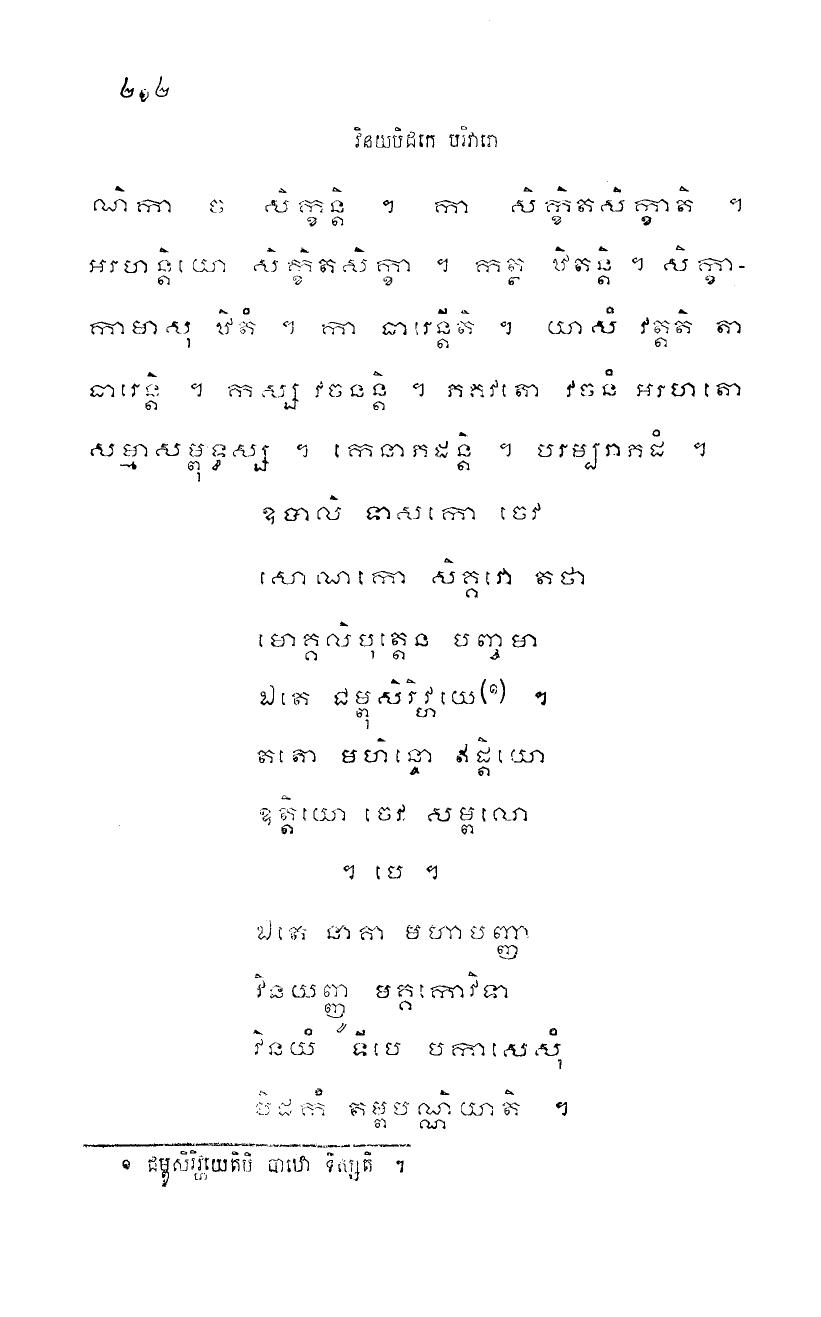 ២១២
វិនយបិដកេ បរិវារោ
ណិកា ច សិក្ខន្តិ ។ កា សិក្ខិតសិក្ខាតិ ។
អរហន្តិយោ សិក្ខិតសិក្ខា ។ កត្ថ ឋិតន្តិ ។ សិក្ខា-
កាមាសុ ឋិតំ ។ កា ធារេន្តីតិ ។ យាសំ វត្តតិ តា
ធារេន្តិ ។ កស្ស វចនន្តិ ។ ភគវតោ វចនំ អរហតោ
សម្មាសម្ពុទ្ធស្ស ។ កេនាភដន្តិ ។ បរម្បរាភដំ ។
ឧបាលិ ទាសកោ ចេវ
សោណកោ សិគ្គវោ តថា
មោគ្គលិបុត្តេន បញ្ចមា
ឯតេ ជម្ពុសិរិវ្ហយេ(១) ។
តតោ មហិន្ទោ ឥដ្ដិយោ
ឧត្តិយោ ចេវ សម្ពលោ
។ បេ ។
ឯតេ នាគា មហាបញ្ញា
វិនយញ្ញូ មគ្គកោវិទា
វិនយំ ទីបេ បកាសេសុំ
បិដកំ តម្ពបណ្ណិយាតិ ។
១ ជម្ពូសិរិវ្ហយេតិបិ បាឋោ ទិស្សតិ ។